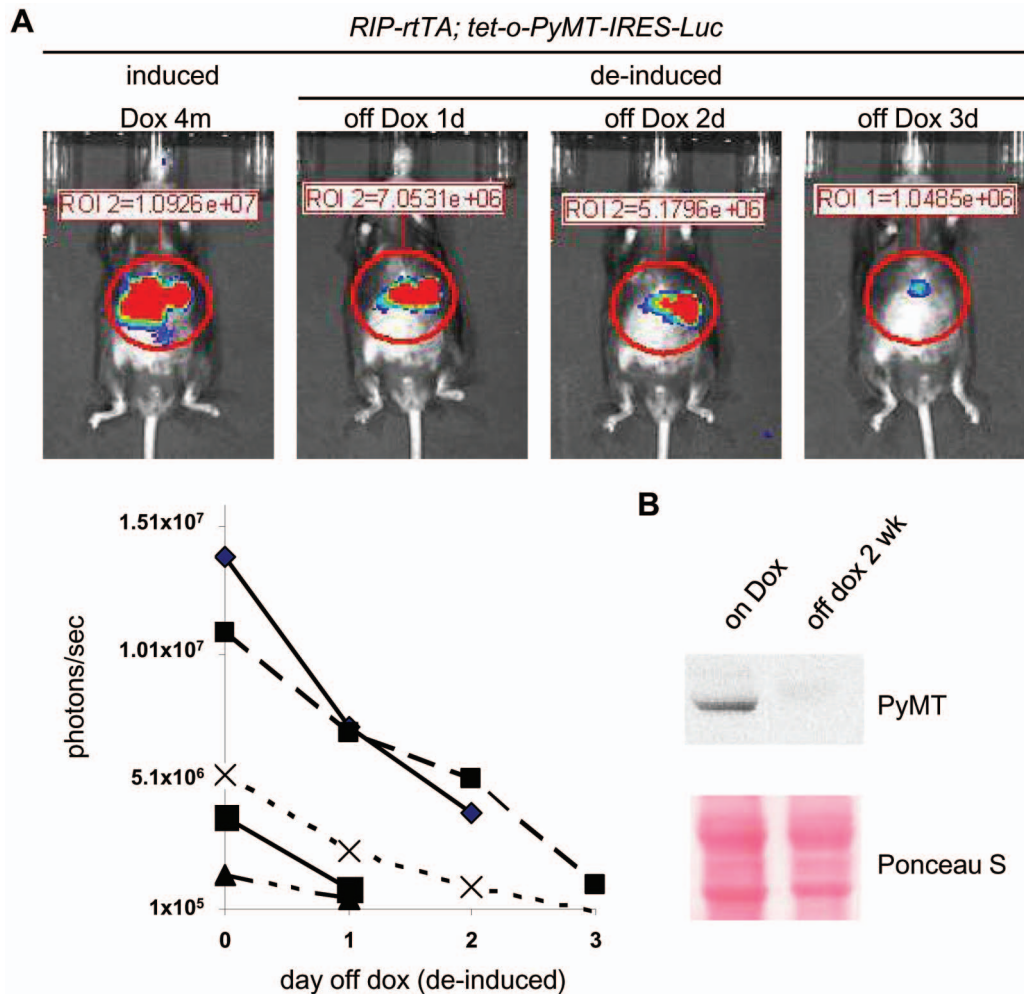 A
RIP-rtTA; tet-o-PyMT-IRES-Luc
induced
de-induced
Dox 4m
off Dox 1d
off Dox 2d
off Dox 3d
ROI 2=1.0926e+07
ROI 2=7.0531e+06
ROI 2=5.1796e+06
ROI 1=1.0485e+06
1.51x10⁷
1.01x10⁷
5.1x10⁶
1x10⁵
photons/sec
0
1
2
3
day off dox (de-induced)
B
on Dox
off dox 2 wk
PyMT
Ponceau S